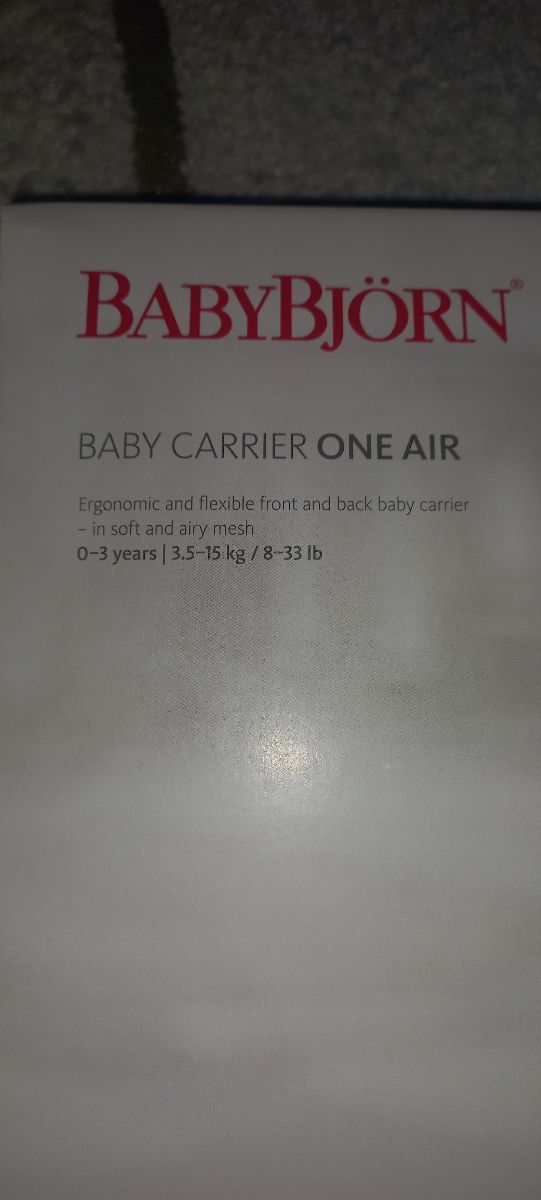 BABYBJÖRN®
BABY CARRIER ONE AIR
Ergonomic and flexible front and back baby carrier
– in soft and airy mesh
0–3 years | 3.5–15 kg / 8–33 lb